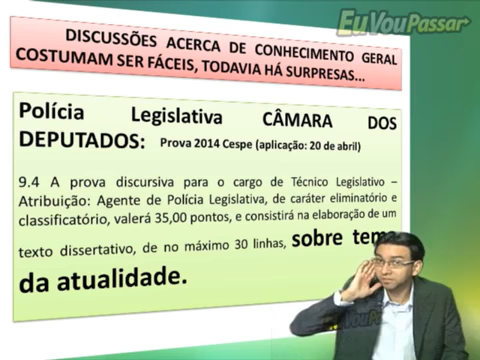 EuVouPassar
DISCUSSÕES ACERCA DE CONHECIMENTO GERAL
COSTUMAM SER FÁCEIS, TODAVIA HÁ SURPRESAS...
Polícia Legislativa CÂMARA DOS
DEPUTADOS: Prova 2014 Cespe (aplicação: 20 de abril)
9.4 A prova discursiva para o cargo de Técnico Legislativo –
Atribuição: Agente de Polícia Legislativa, de caráter eliminatório e
classificatório, valerá 35,00 pontos, e consistirá na elaboração de um
texto dissertativo, de no máximo 30 linhas, sobre tema
da atualidade.
EuVouPassar